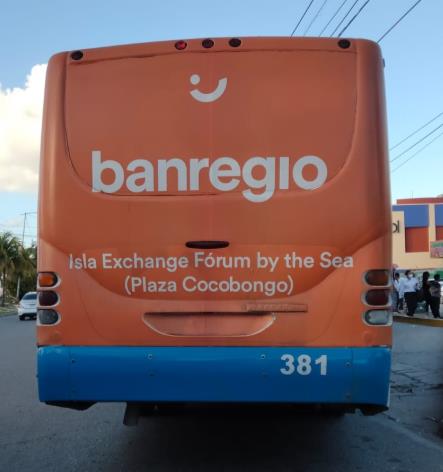 banregio
Isla Exchange Fórum by the Sea
(Plaza Cocobongo)
381